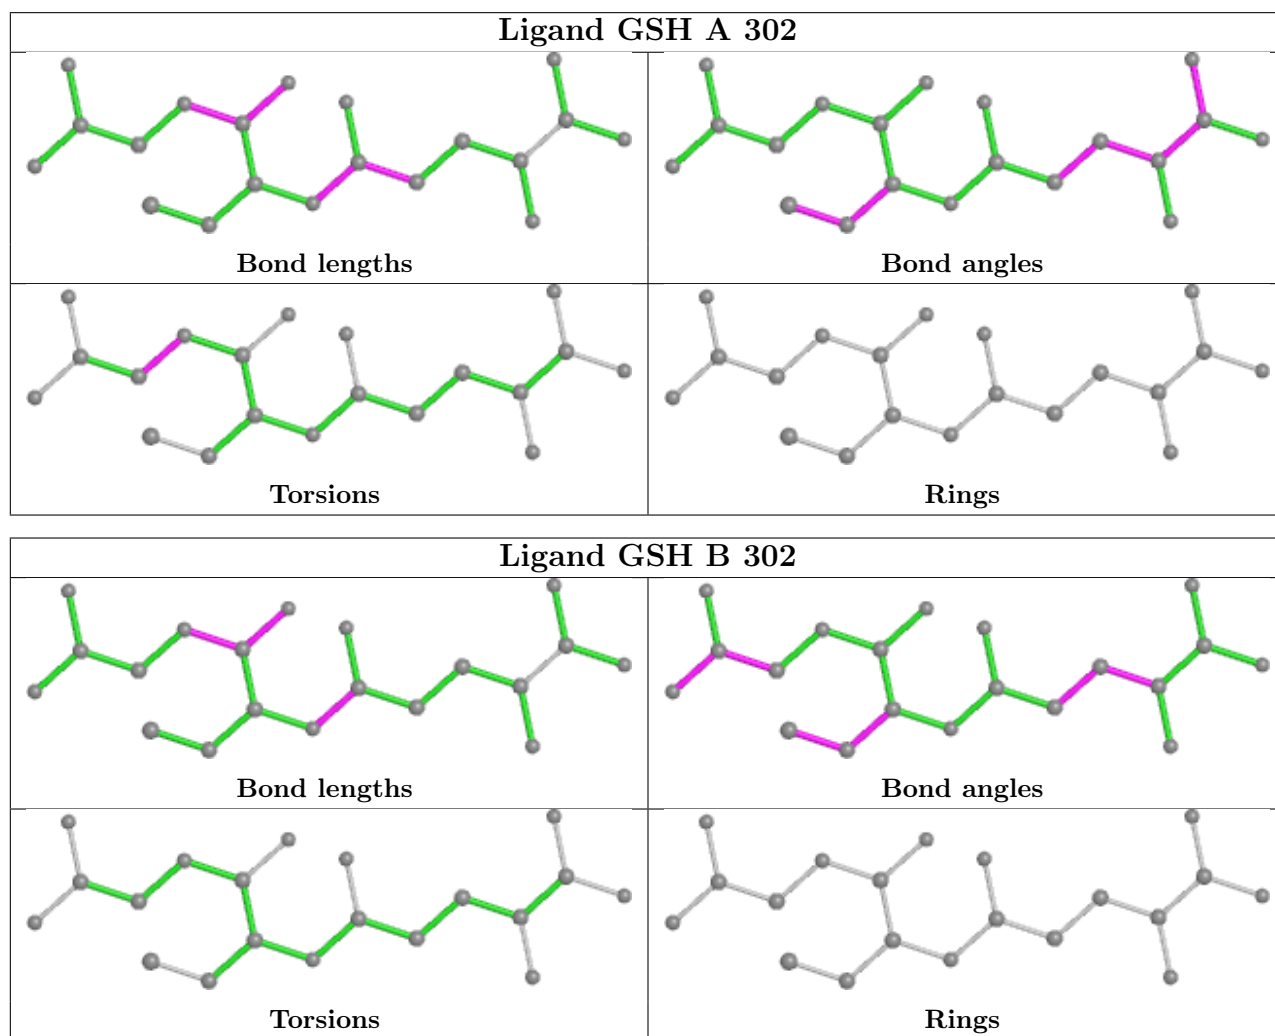 Ligand GSH A 302
Bond lengths
Bond angles
Torsions
Rings
Ligand GSH B 302
Bond lengths
Bond angles
Torsions
Rings